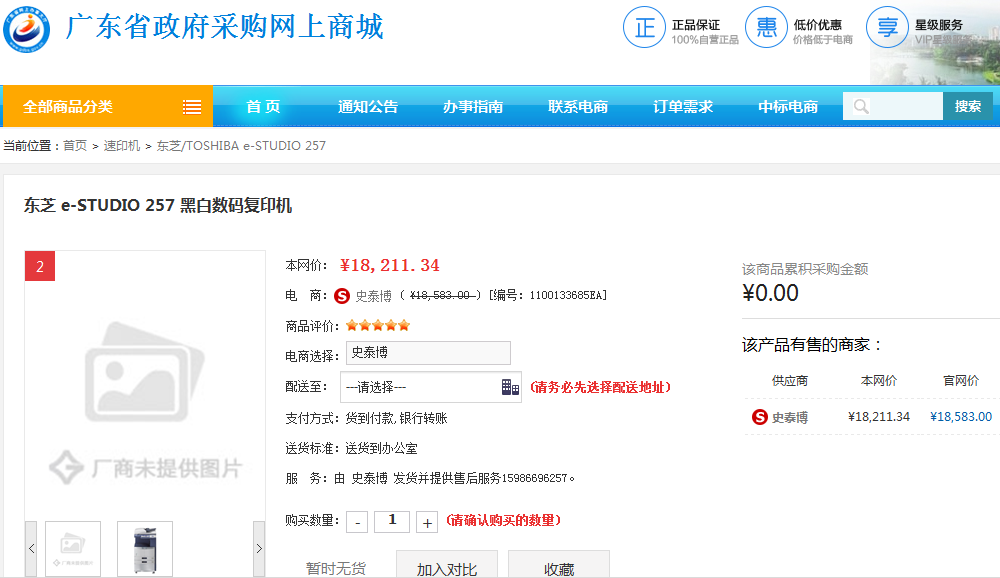 广东省政府采购网上商城
正 正品保证 惠 低价优惠 享 星级服务
100%自营正品 价格低于电商 VIP星级服务
全部商品分类 首 页 通知公告 办事指南 联系电商 订单需求 中标电商 搜索
当前位置：首页 > 速印机 > 东芝/TOSHIBA e-STUDIO 257
东芝 e-STUDIO 257 黑白数码复印机
2
厂商未提供图片
本网价： ¥18,211.34
电 商： S 史泰博 （ ¥18,583.00 ）[编号：1100133685EA]
商品评价：
电商选择： 史泰博
配送至： ---请选择--- (请务必先选择配送地址)
支付方式：货到付款,银行转账
送货标准：送货到办公室
服 务：由 史泰博 发货并提供售后服务15986696257。
购买数量： - 1 + (请确认购买的数量)
暂时无货 加入对比 收藏
该商品累积采购金额
¥0.00
该产品有售的商家：
供应商 本网价 官网价
S 史泰博 ¥18,211.34 ¥18,583.00